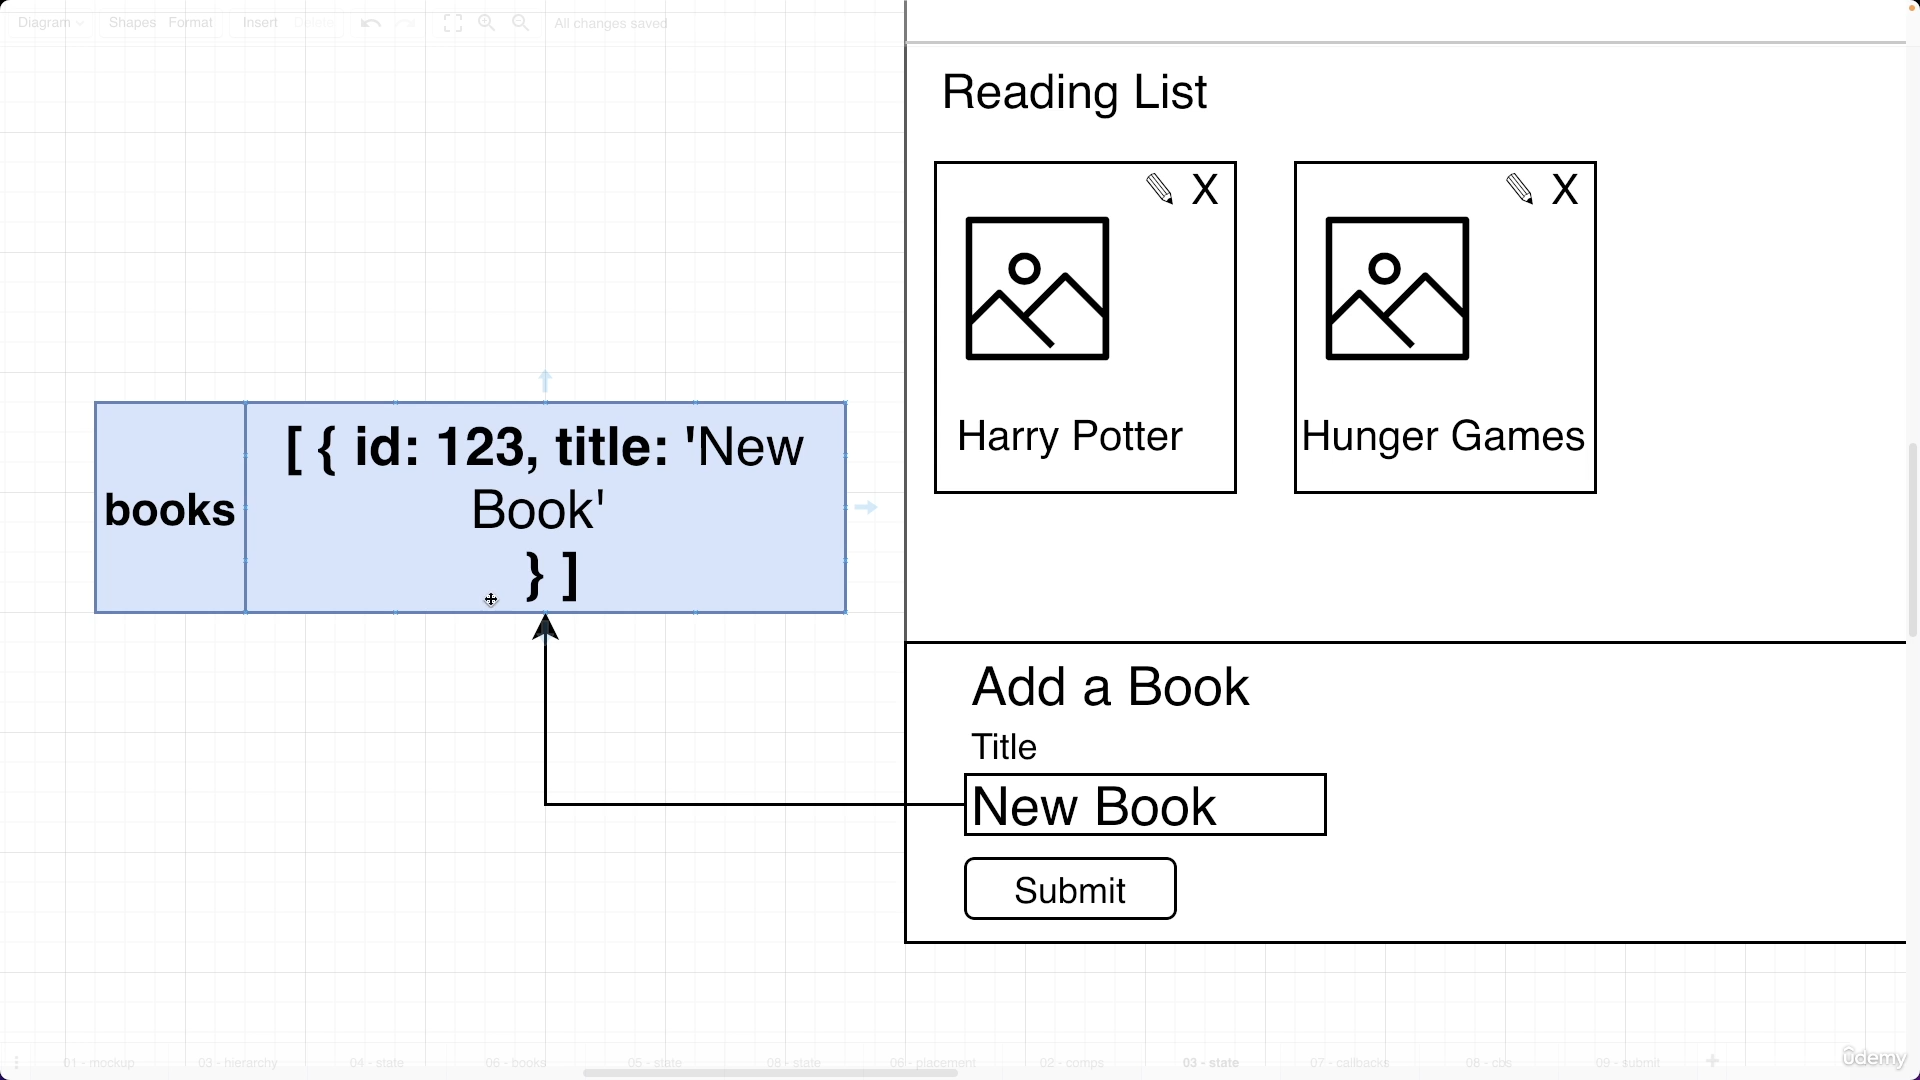 Diagram
Shapes
Format
Insert
Delete
All changes saved
Reading List
X
X
Harry Potter
Hunger Games
books
[ { id: 123, title: 'New
Book'
} ]
Add a Book
Title
New Book
Submit
01 - mockup
03 - hierarchy
04 - state
06 - books
05 - state
08 - state
06 - placement
02 - comps
03 - state
07 - callbacks
08 - cbs
09 - submit
udemy